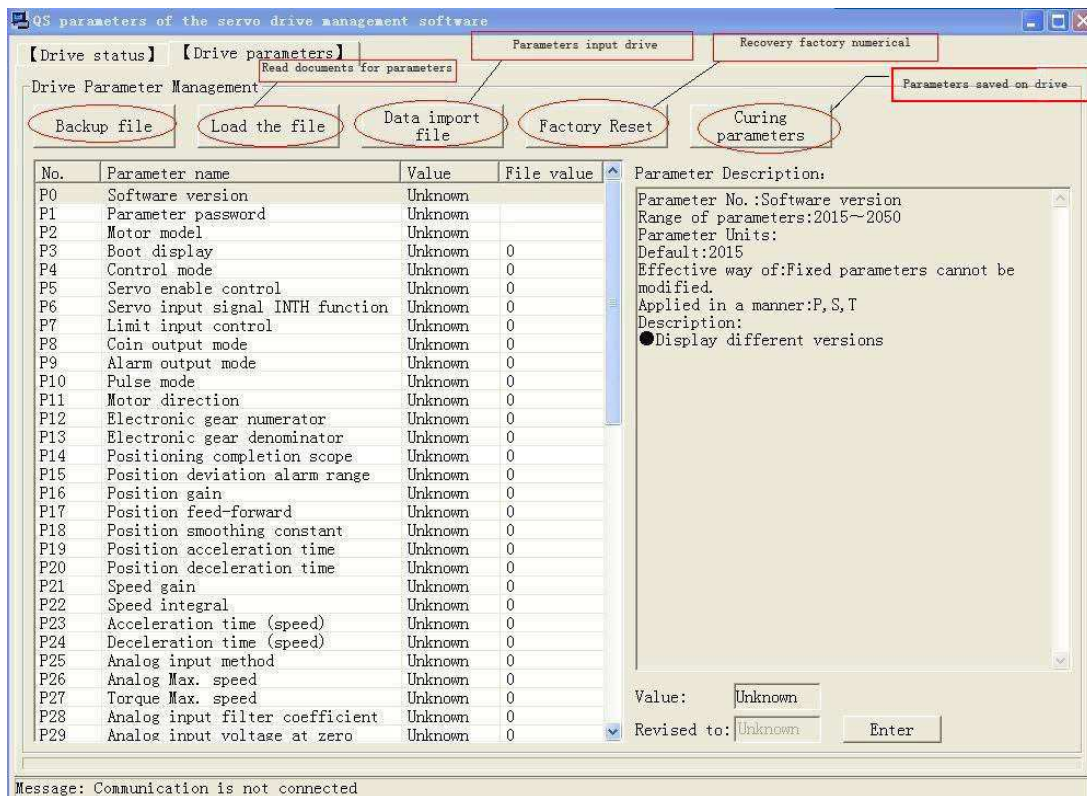 QS parameters of the servo drive management software
【Drive status】 【Drive parameters】
Parameters input drive
Recovery factory numerical
Read documents for parameters
Parameters saved on drive
Drive Parameter Management
Backup file
Load the file
Data import
file
Factory Reset
Curing
parameters
No. Parameter name Value File value
P0 Software version Unknown
P1 Parameter password Unknown
P2 Motor model Unknown
P3 Boot display Unknown 0
P4 Control mode Unknown 0
P5 Servo enable control Unknown 0
P6 Servo input signal INTH function Unknown 0
P7 Limit input control Unknown 0
P8 Coin output mode Unknown 0
P9 Alarm output mode Unknown 0
P10 Pulse mode Unknown 0
P11 Motor direction Unknown 0
P12 Electronic gear numerator Unknown 0
P13 Electronic gear denominator Unknown 0
P14 Positioning completion scope Unknown 0
P15 Position deviation alarm range Unknown 0
P16 Position gain Unknown 0
P17 Position feed-forward Unknown 0
P18 Position smoothing constant Unknown 0
P19 Position acceleration time Unknown 0
P20 Position deceleration time Unknown 0
P21 Speed gain Unknown 0
P22 Speed integral Unknown 0
P23 Acceleration time (speed) Unknown 0
P24 Deceleration time (speed) Unknown 0
P25 Analog input method Unknown 0
P26 Analog Max. speed Unknown 0
P27 Torque Max. speed Unknown 0
P28 Analog input filter coefficient Unknown 0
P29 Analog input voltage at zero Unknown 0
Parameter Description:
Parameter No.:Software version
Range of parameters:2015~2050
Parameter Units:
Default:2015
Effective way of:Fixed parameters cannot be
modified.
Applied in a manner:P,S,T
Description:
●Display different versions
Value: Unknown
Revised to: Unknown Enter
Message: Communication is not connected